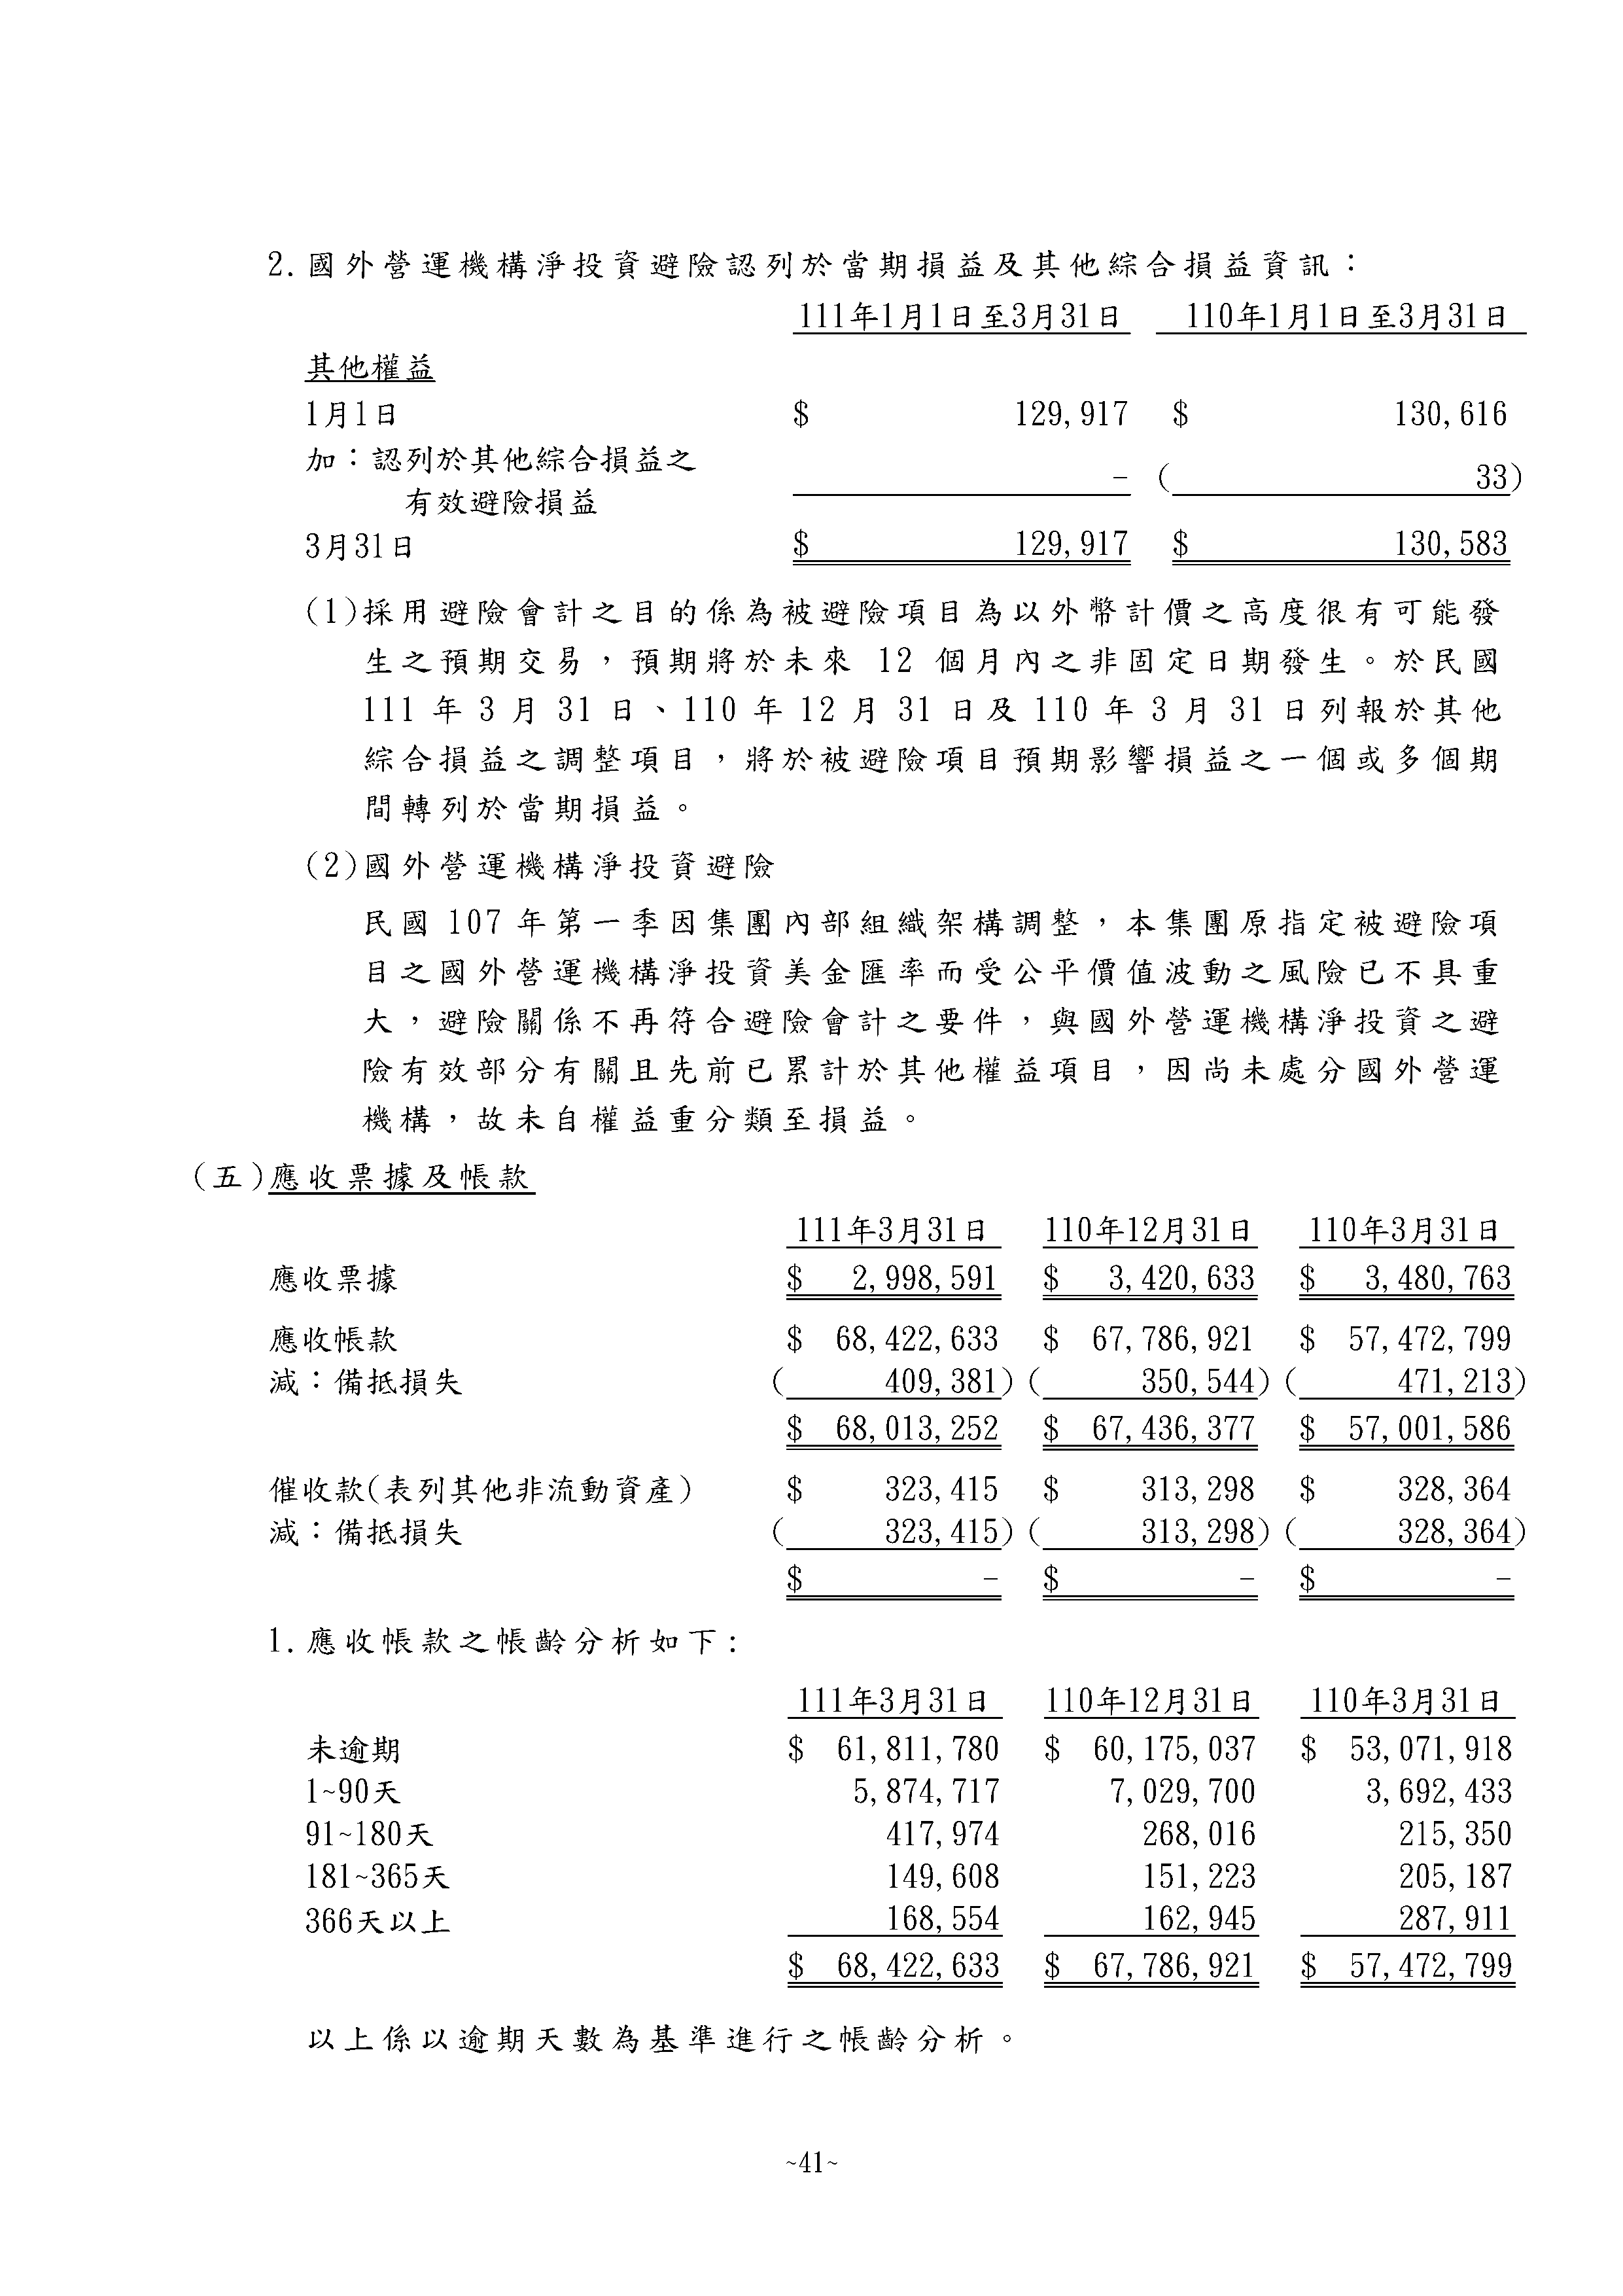 2.國外營運機構淨投資避險認列於當期損益及其他綜合損益資訊：
111年1月1日至3月31日 110年1月1日至3月31日
其他權益
1月1日 $ 129,917 $ 130,616
加：認列於其他綜合損益之
有效避險損益 - ( 33)
3月31日 $ 129,917 $ 130,583
(1)採用避險會計之目的係為被避險項目為以外幣計價之高度很有可能發
生之預期交易，預期將於未來 12 個月內之非固定日期發生。於民國
111 年 3 月 31 日、110 年 12 月 31 日及 110 年 3 月 31 日列報於其他
綜合損益之調整項目，將於被避險項目預期影響損益之一個或多個期
間轉列於當期損益。
(2)國外營運機構淨投資避險
民國 107 年第一季因集團內部組織架構調整，本集團原指定被避險項
目之國外營運機構淨投資美金匯率而受公平價值波動之風險已不具重
大，避險關係不再符合避險會計之要件，與國外營運機構淨投資之避
險有效部分有關且先前已累計於其他權益項目，因尚未處分國外營運
機構，故未自權益重分類至損益。
(五)應收票據及帳款
111年3月31日 110年12月31日 110年3月31日
應收票據 $ 2,998,591 $ 3,420,633 $ 3,480,763
應收帳款 $ 68,422,633 $ 67,786,921 $ 57,472,799
減：備抵損失 ( 409,381) ( 350,544) ( 471,213)
$ 68,013,252 $ 67,436,377 $ 57,001,586
催收款(表列其他非流動資產) $ 323,415 $ 313,298 $ 328,364
減：備抵損失 ( 323,415) ( 313,298) ( 328,364)
$ - $ - $ -
1.應收帳款之帳齡分析如下:
111年3月31日 110年12月31日 110年3月31日
未逾期 $ 61,811,780 $ 60,175,037 $ 53,071,918
1~90天 5,874,717 7,029,700 3,692,433
91~180天 417,974 268,016 215,350
181~365天 149,608 151,223 205,187
366天以上 168,554 162,945 287,911
$ 68,422,633 $ 67,786,921 $ 57,472,799
以上係以逾期天數為基準進行之帳齡分析。
~41~